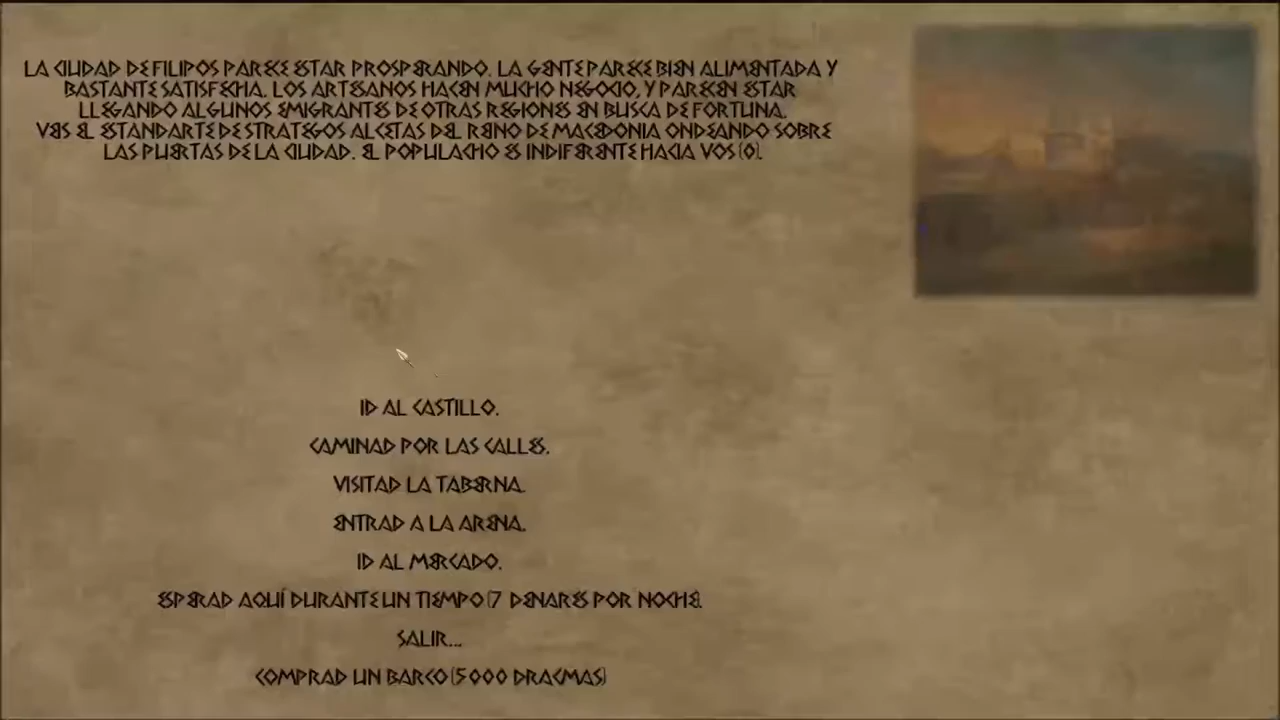 LA CIUDAD DE FILIPOS PARECE ESTAR PROSPERANDO. LA GENTE PARECE BIEN ALIMENTADA Y
BASTANTE SATISFECHA. LOS ARTESANOS HACEN MUCHO NEGOCIO, Y PARECEN ESTAR
LLEGANDO ALGUNOS EMIGRANTES DE OTRAS REGIONES EN BUSCA DE FORTUNA.
VEIS EL ESTANDARTE DE STRATEGOS ALCETAS DEL REINO DE MACEDONIA ONDEANDO SOBRE
LAS PUERTAS DE LA CIUDAD. EL POPULACHO ES INDIFERENTE HACIA VOS (0).
ID AL CASTILLO.
CAMINAD POR LAS CALLES.
VISITAD LA TABERNA.
ENTRAD A LA ARENA.
ID AL MERCADO.
ESPERAD AQUÍ DURANTE UN TIEMPO (7 DENARES POR NOCHE).
SALIR...
COMPRAD UN BARCO (5000 DRACMAS)